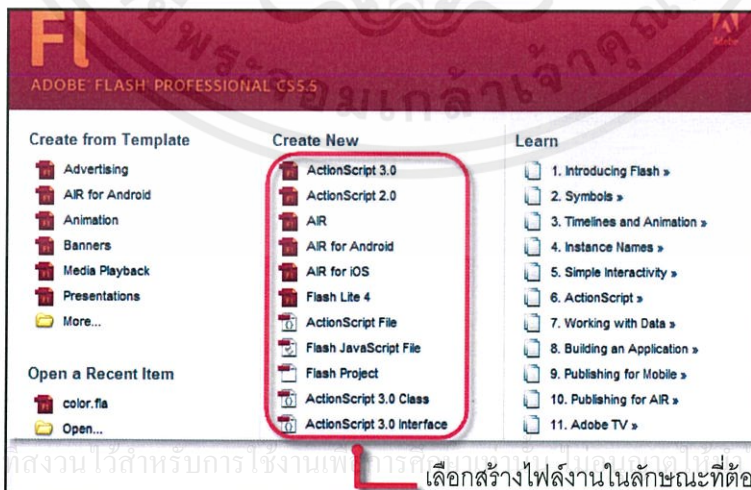 Fl
ADOBE® FLASH® PROFESSIONAL CS5.5
Adobe
Create from Template
Advertising
AIR for Android
Animation
Banners
Media Playback
Presentations
More...
Open a Recent Item
color.fla
Open...
Create New
ActionScript 3.0
ActionScript 2.0
AIR
AIR for Android
AIR for iOS
Flash Lite 4
ActionScript File
Flash JavaScript File
Flash Project
ActionScript 3.0 Class
ActionScript 3.0 Interface
Learn
1. Introducing Flash »
2. Symbols »
3. Timelines and Animation »
4. Instance Names »
5. Simple Interactivity »
6. ActionScript »
7. Working with Data »
8. Building an Application »
9. Publishing for Mobile »
10. Publishing for AIR »
11. Adobe TV »
เลือกสร้างไฟล์งานในลักษณะที่ต้อ